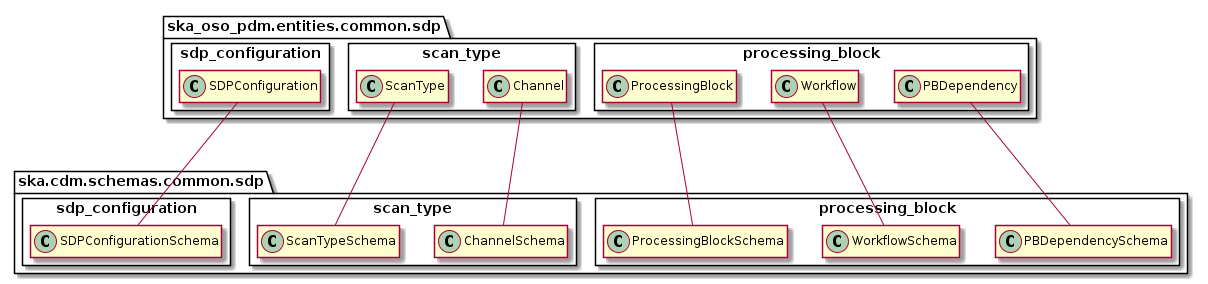 ska_oso_pdm.entities.common.sdp
sdp_configuration
scan_type
processing_block
C SDPConfiguration
C ScanType
C Channel
C ProcessingBlock
C Workflow
C PBDependency
ska.cdm.schemas.common.sdp
sdp_configuration
scan_type
processing_block
C SDPConfigurationSchema
C ScanTypeSchema
C ChannelSchema
C ProcessingBlockSchema
C WorkflowSchema
C PBDependencySchema